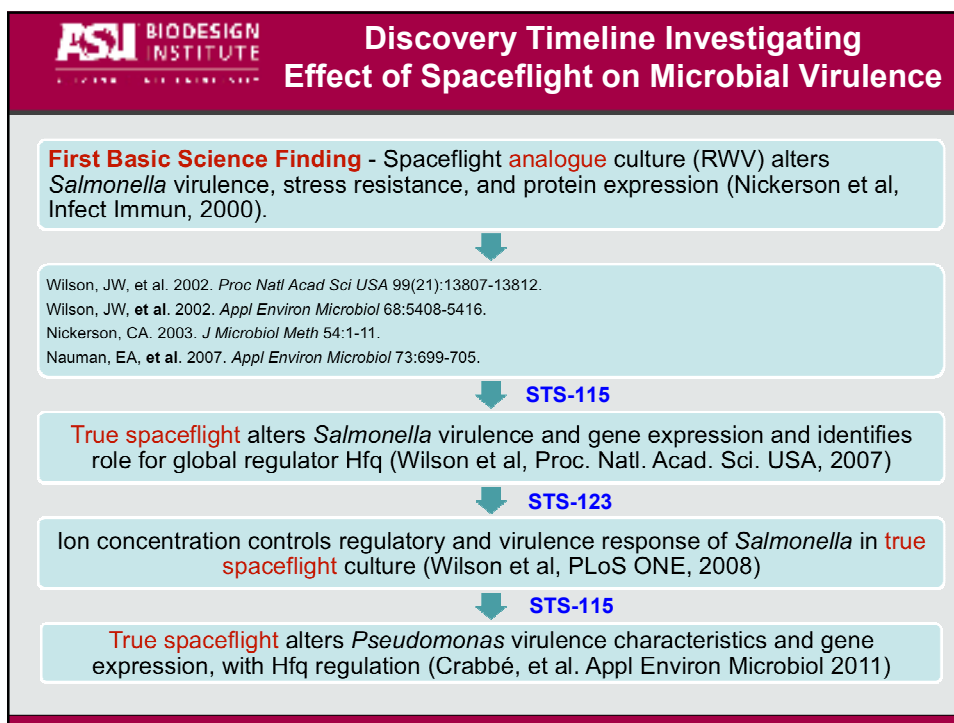 ASU BIODESIGN
INSTITUTE
Discovery Timeline Investigating
Effect of Spaceflight on Microbial Virulence
First Basic Science Finding - Spaceflight analogue culture (RWV) alters
Salmonella virulence, stress resistance, and protein expression (Nickerson et al,
Infect Immun, 2000).
Wilson, JW, et al. 2002. Proc Natl Acad Sci USA 99(21):13807-13812.
Wilson, JW, et al. 2002. Appl Environ Microbiol 68:5408-5416.
Nickerson, CA. 2003. J Microbiol Meth 54:1-11.
Nauman, EA, et al. 2007. Appl Environ Microbiol 73:699-705.
STS-115
True spaceflight alters Salmonella virulence and gene expression and identifies
role for global regulator Hfq (Wilson et al, Proc. Natl. Acad. Sci. USA, 2007)
STS-123
Ion concentration controls regulatory and virulence response of Salmonella in true
spaceflight culture (Wilson et al, PLoS ONE, 2008)
STS-115
True spaceflight alters Pseudomonas virulence characteristics and gene
expression, with Hfq regulation (Crabbé, et al. Appl Environ Microbiol 2011)